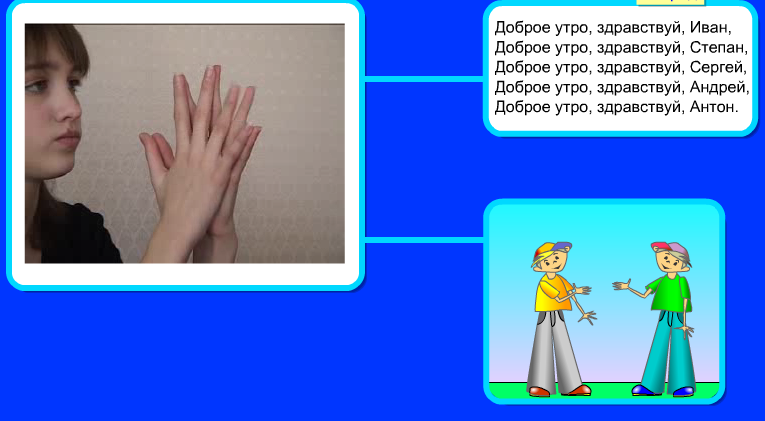 Доброе утро, здравствуй, Иван,
Доброе утро, здравствуй, Степан,
Доброе утро, здравствуй, Сергей,
Доброе утро, здравствуй, Андрей,
Доброе утро, здравствуй, Антон.